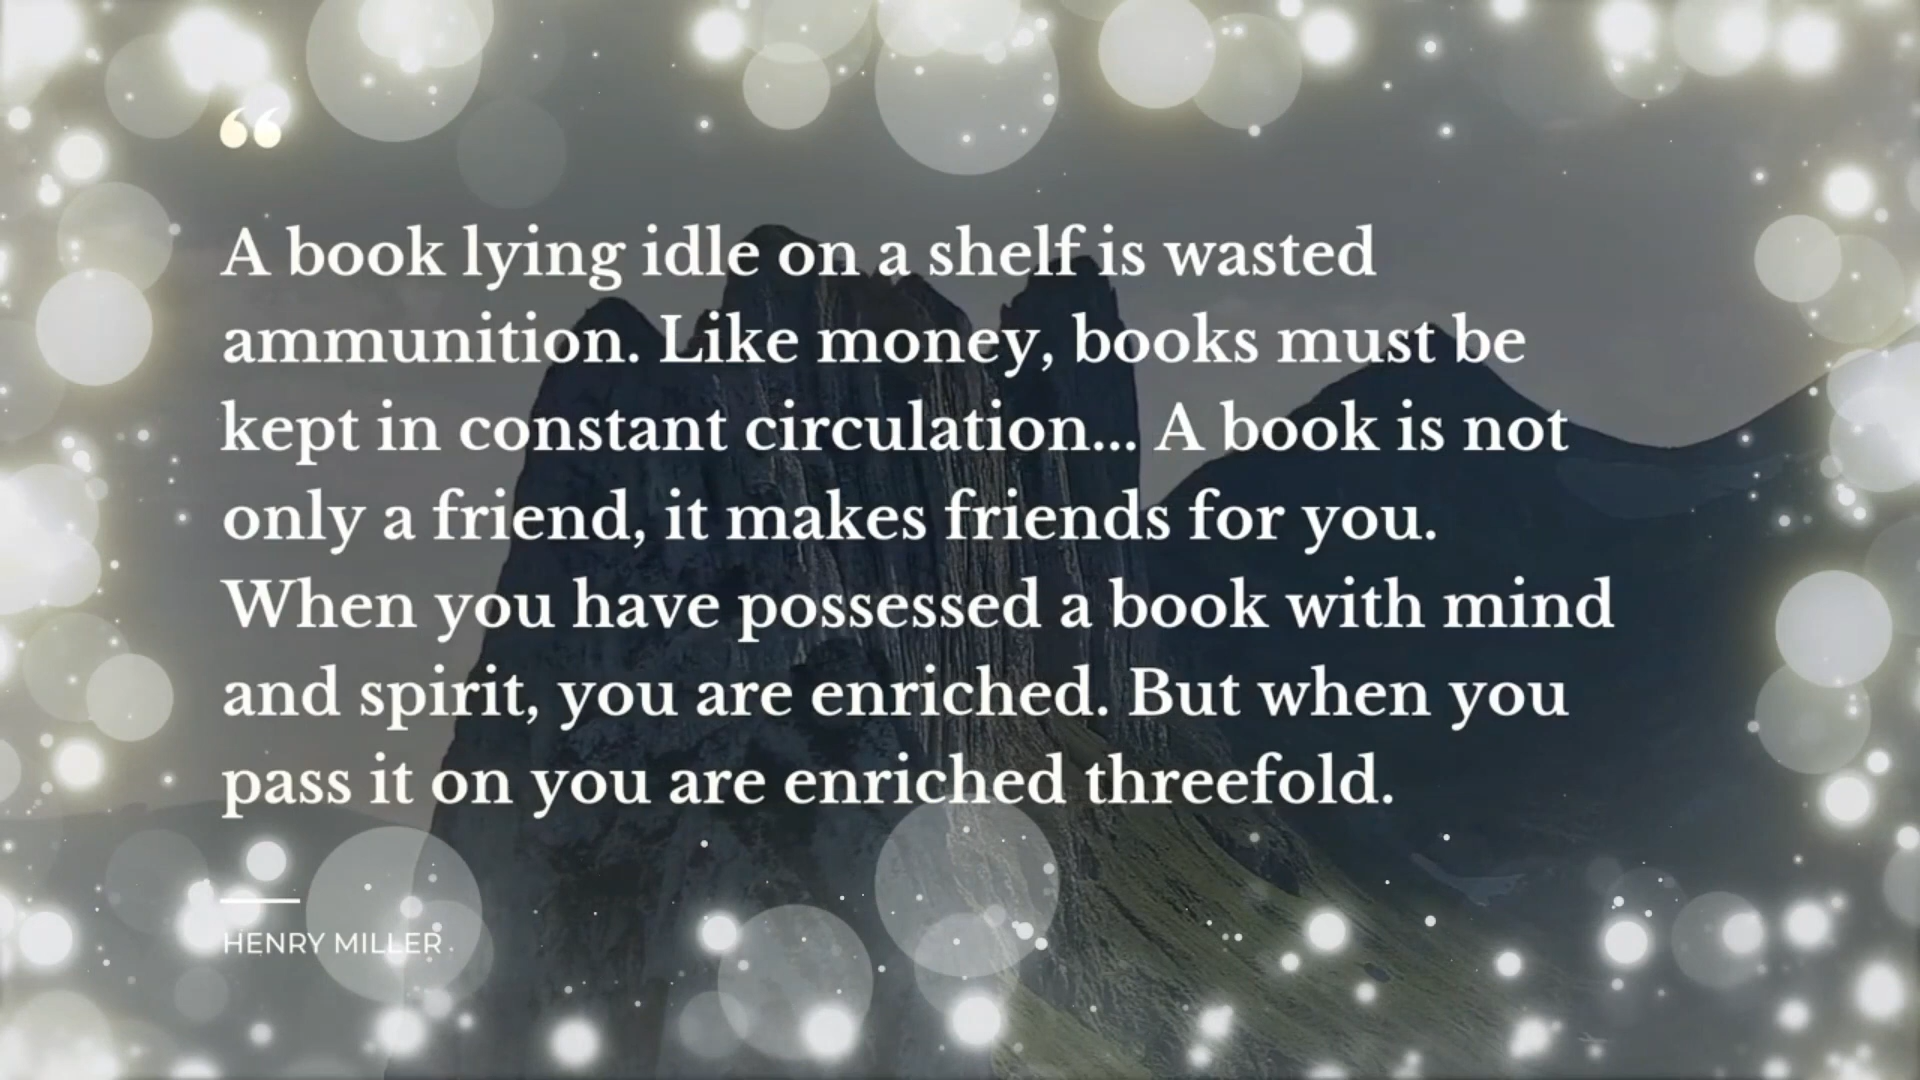 “
A book lying idle on a shelf is wasted
ammunition. Like money, books must be
kept in constant circulation... A book is not
only a friend, it makes friends for you.
When you have possessed a book with mind
and spirit, you are enriched. But when you
pass it on you are enriched threefold.
HENRY MILLER